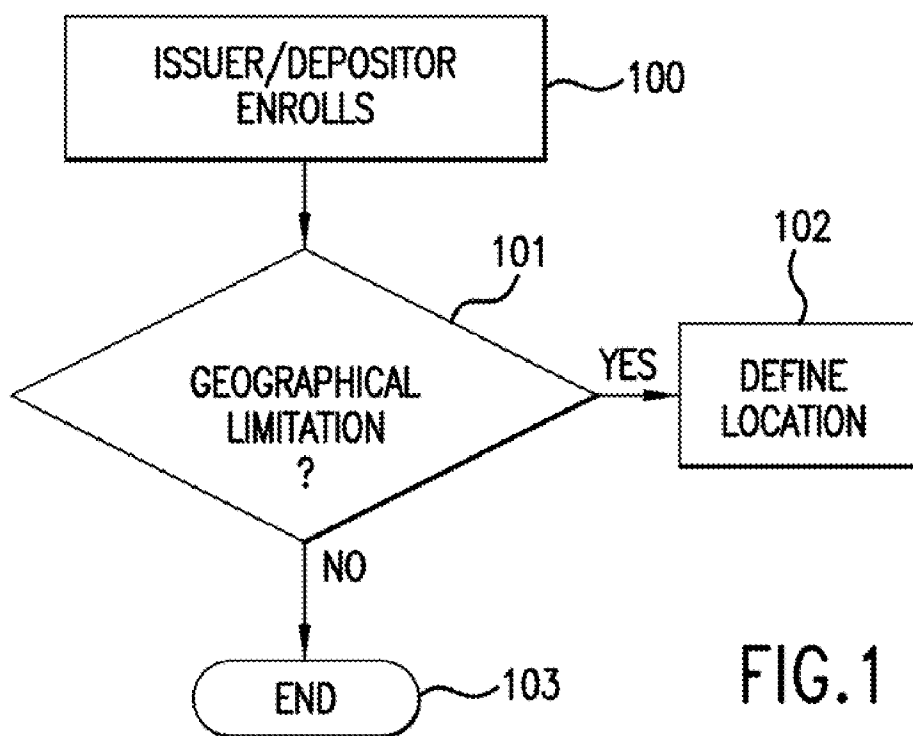 ISSUER/DEPOSITOR
ENROLLS
100
101
GEOGRAPHICAL
LIMITATION
?
YES
102
DEFINE
LOCATION
NO
END
103
FIG.1